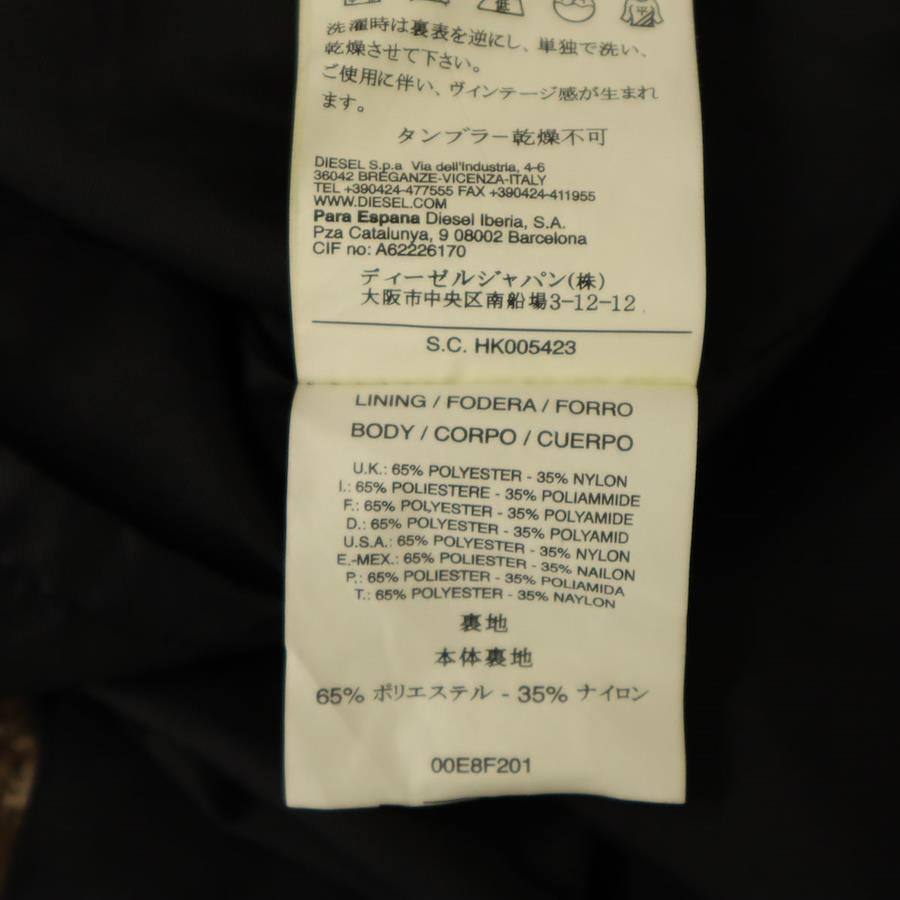 低
平
洗濯時は裏表を逆にし、単独で洗い、
乾燥させて下さい。
ご使用に伴い、ヴィンテージ感が生まれ
ます。
タンブラー乾燥不可
DIESEL S.p.a Via dell'Industria, 4-6
36042 BREGANZE-VICENZA-ITALY
TEL +390424-477555 FAX +390424-411955
WWW.DIESEL.COM
Para Espana Diesel Iberia, S.A.
Pza Catalunya, 9 08002 Barcelona
CIF no: A62226170
ディーゼルジャパン(株)
大阪市中央区南船場3-12-12
S.C. HK005423
LINING / FODERA / FORRO
BODY / CORPO / CUERPO
U.K.: 65% POLYESTER - 35% NYLON
I.: 65% POLIESTERE - 35% POLIAMMIDE
F.: 65% POLYESTER - 35% POLYAMIDE
D.: 65% POLYESTER - 35% POLYAMID
U.S.A.: 65% POLYESTER - 35% NYLON
E.-MEX.: 65% POLIESTER - 35% NAILON
P.: 65% POLIESTER - 35% POLIAMIDA
T.: 65% POLYESTER - 35% NAYLON
裏地
本体裏地
65% ポリエステル - 35% ナイロン
00E8F201